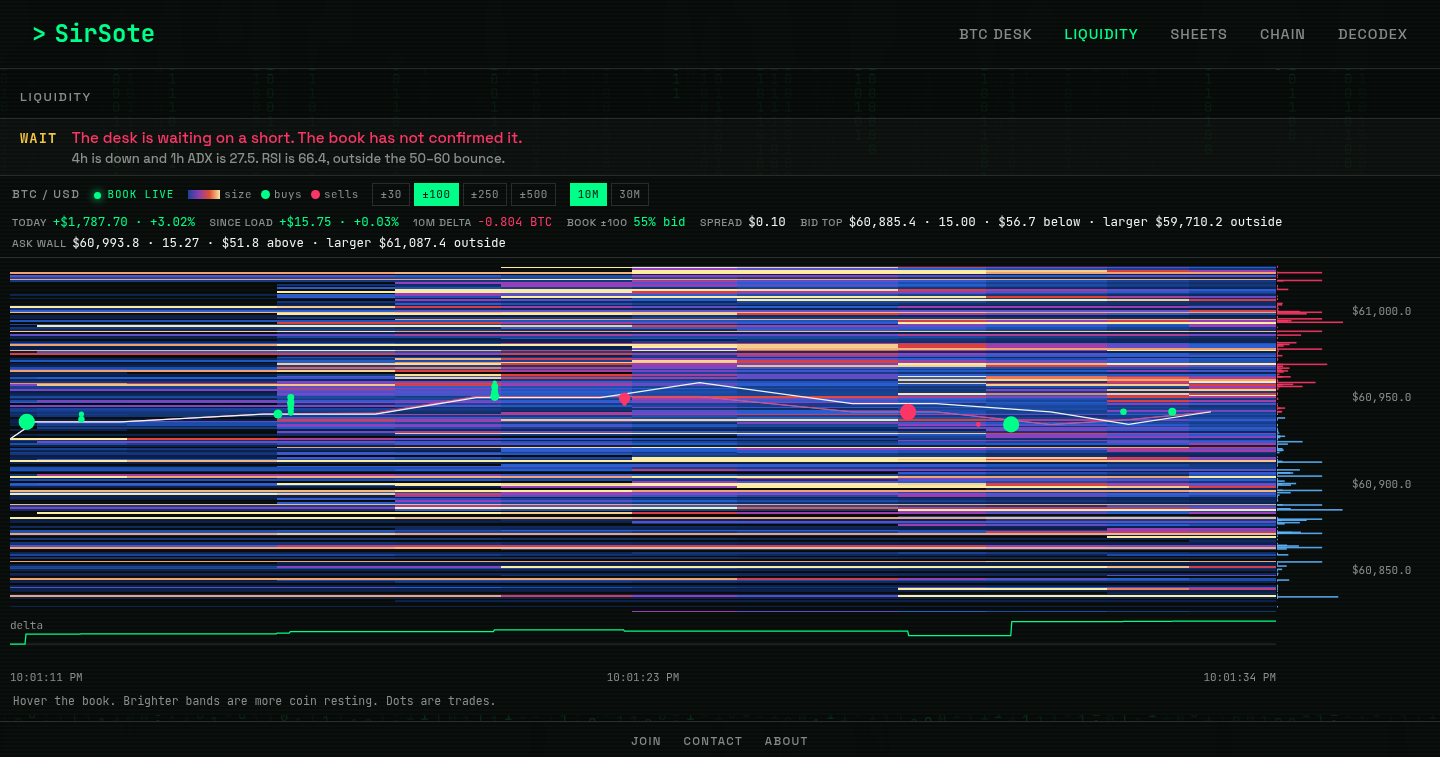 > SirSote
BTC DESK LIQUIDITY SHEETS CHAIN DECODEX
LIQUIDITY
WAIT The desk is waiting on a short. The book has not confirmed it.
4h is down and 1h ADX is 27.5. RSI is 66.4, outside the 50–60 bounce.
BTC / USD BOOK LIVE size buys sells ±30 ±100 ±250 ±500 10M 30M
TODAY +$1,787.70 · +3.02% SINCE LOAD +$15.75 · +0.03% 10M DELTA -0.804 BTC BOOK ±100 55% bid SPREAD $0.10 BID TOP $60,885.4 · 15.00 · $56.7 below · larger $59,710.2 outside
ASK WALL $60,993.8 · 15.27 · $51.8 above · larger $61,087.4 outside
$61,000.0
$60,950.0
$60,900.0
$60,850.0
delta
10:01:11 PM 10:01:23 PM 10:01:34 PM
Hover the book. Brighter bands are more coin resting. Dots are trades.
JOIN CONTACT ABOUT